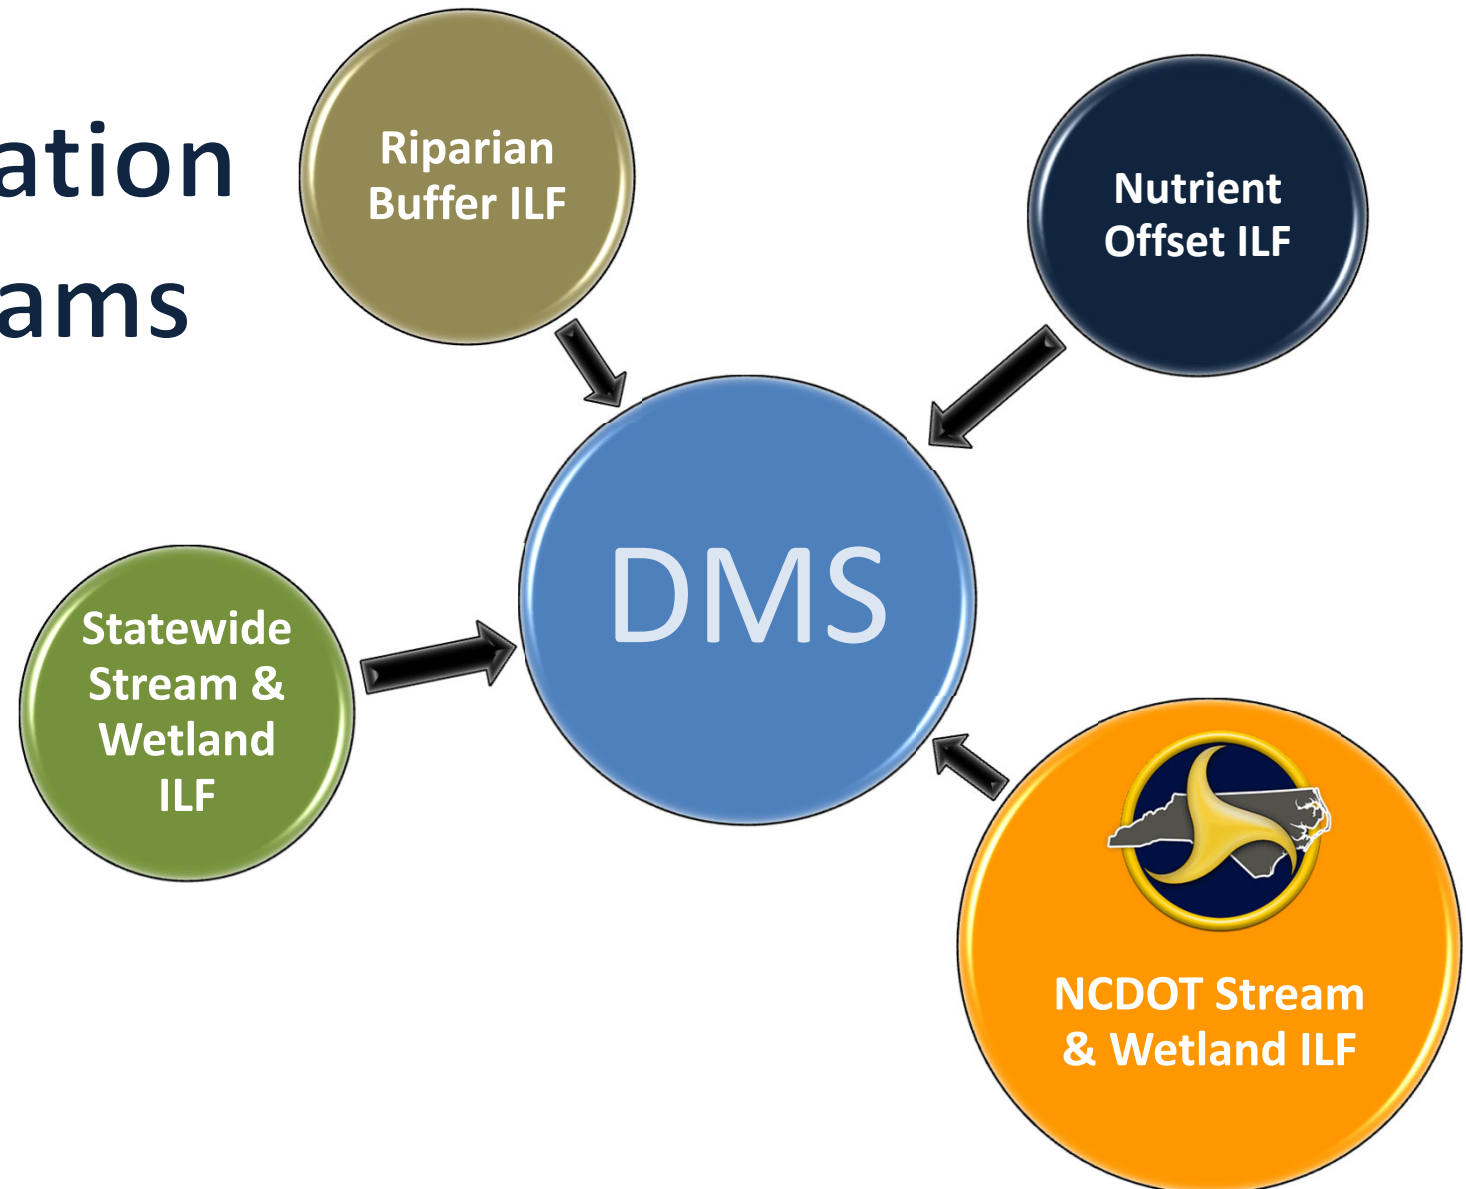 ation
ams
Riparian
Buffer ILF
Nutrient
Offset ILF
DMS
Statewide
Stream &
Wetland
ILF
NCDOT Stream
& Wetland ILF